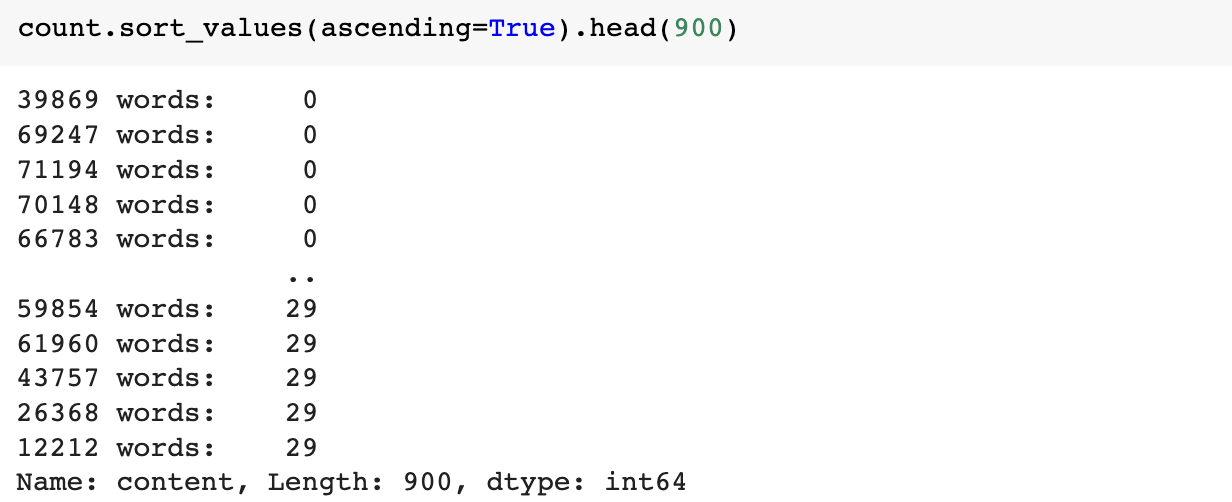 count.sort_values(ascending=True).head(900)
39869 words: 0
69247 words: 0
71194 words: 0
70148 words: 0
66783 words: 0
..
59854 words: 29
61960 words: 29
43757 words: 29
26368 words: 29
12212 words: 29
Name: content, Length: 900, dtype: int64